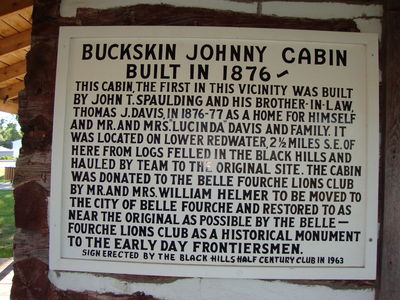 BUCKSKIN JOHNNY CABIN
BUILT IN 1876~
THIS CABIN, THE FIRST IN THIS VICINITY WAS BUILT
BY JOHN T. SPAULDING AND HIS BROTHER-IN-LAW,
THOMAS J. DAVIS, IN 1876-77 AS A HOME FOR HIMSELF
AND MR. AND MRS. LUCINDA DAVIS AND FAMILY. IT
WAS LOCATED ON LOWER REDWATER, 2½ MILES S.E. OF
HERE FROM LOGS FELLED IN THE BLACK HILLS AND
HAULED BY TEAM TO THE ORIGINAL SITE. THE CABIN
WAS DONATED TO THE BELLE FOURCHE LIONS CLUB
BY MR. AND MRS. WILLIAM HELMER TO BE MOVED TO
THE CITY OF BELLE FOURCHE AND RESTORED TO AS
NEAR THE ORIGINAL AS POSSIBLE BY THE BELLE—
FOURCHE LIONS CLUB AS A HISTORICAL MONUMENT
TO THE EARLY DAY FRONTIERSMEN.
SIGN ERECTED BY THE BLACK HILLS HALF CENTURY CLUB IN 1963